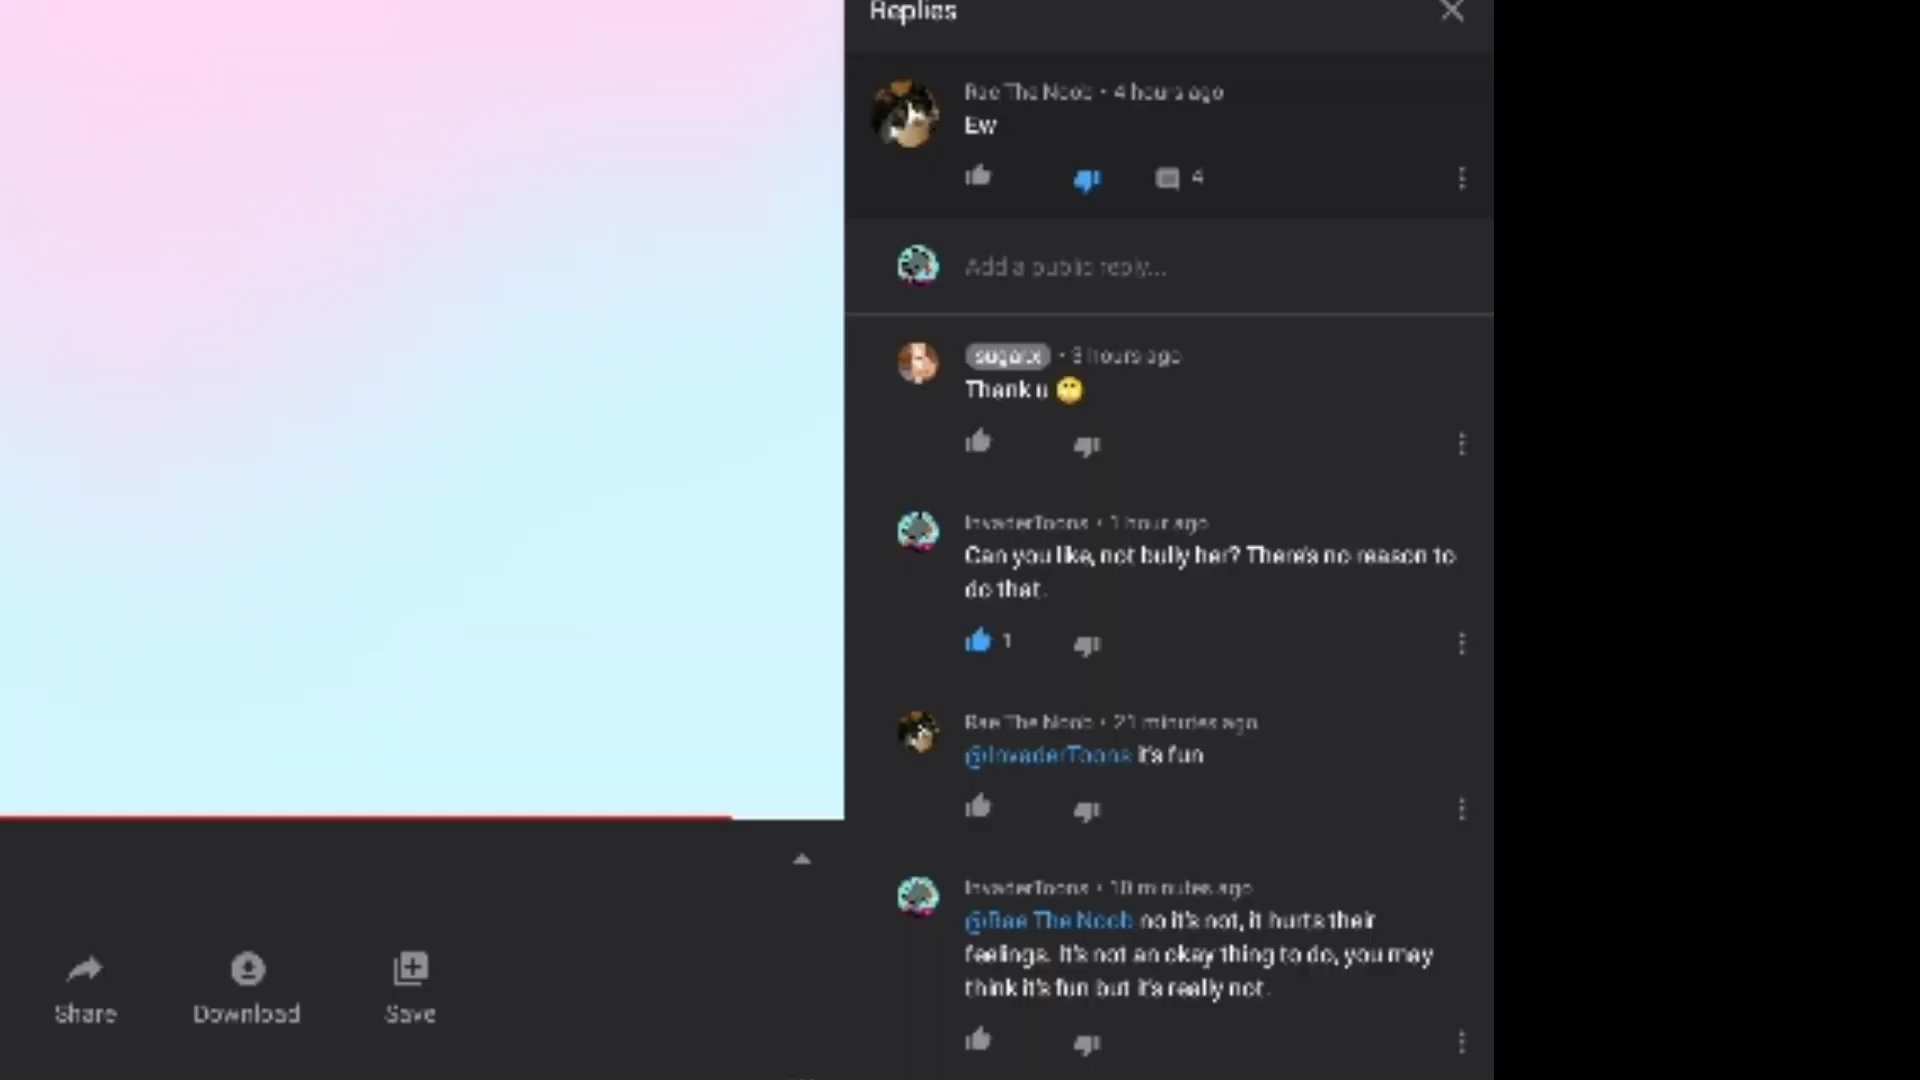 Replies
Rae The Noob • 4 hours ago
Ew
4
Add a public reply...
sugarx • 3 hours ago
Thank u 😶
InvaderToons • 1 hour ago
Can you like, not bully her? There's no reason to
do that.
1
Rae The Noob • 21 minutes ago
@InvaderToons it's fun
InvaderToons • 18 minutes ago
@Rae The Noob no it's not, it hurts their
feelings. It's not an okay thing to do, you may
think it's fun but it's really not.
Share
Download
Save